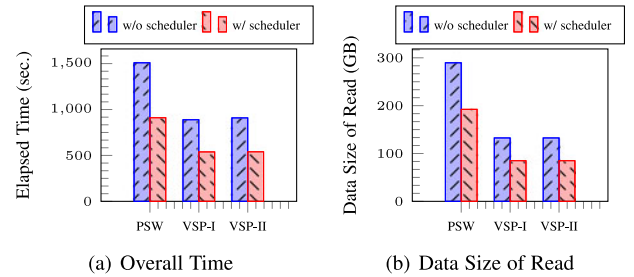 w/o scheduler w/ scheduler
Elapsed Time (sec.)
1,500
1,000
500
0
PSW VSP-I VSP-II
(a) Overall Time
w/o scheduler w/ scheduler
Data Size of Read (GB)
300
200
100
0
PSW VSP-I VSP-II
(b) Data Size of Read